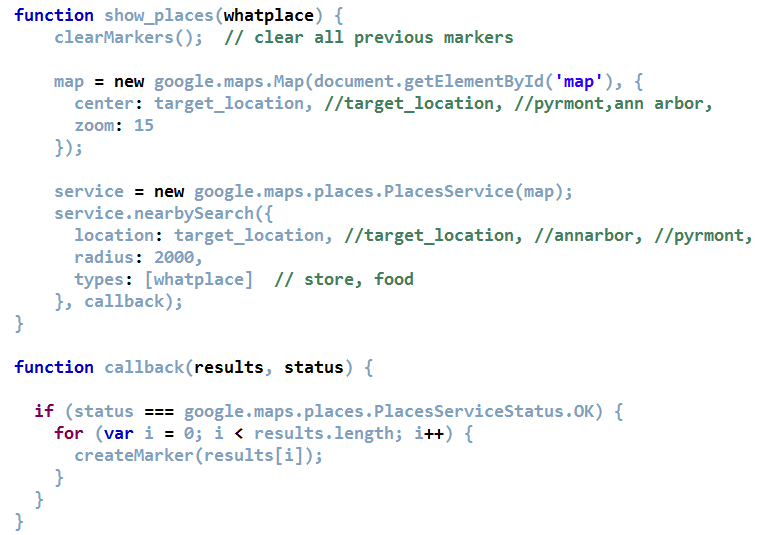 function show_places(whatplace) {
    clearMarkers();  // clear all previous markers

    map = new google.maps.Map(document.getElementById('map'), {
      center: target_location, //target_location, //pyrmont,ann arbor,
      zoom: 15
    });

    service = new google.maps.places.PlacesService(map);
    service.nearbySearch({
      location: target_location, //target_location, //annarbor, //pyrmont,
      radius: 2000,
      types: [whatplace]  // store, food
    }, callback);
}

function callback(results, status) {

  if (status === google.maps.places.PlacesServiceStatus.OK) {
    for (var i = 0; i < results.length; i++) {
      createMarker(results[i]);
    }
  }
}